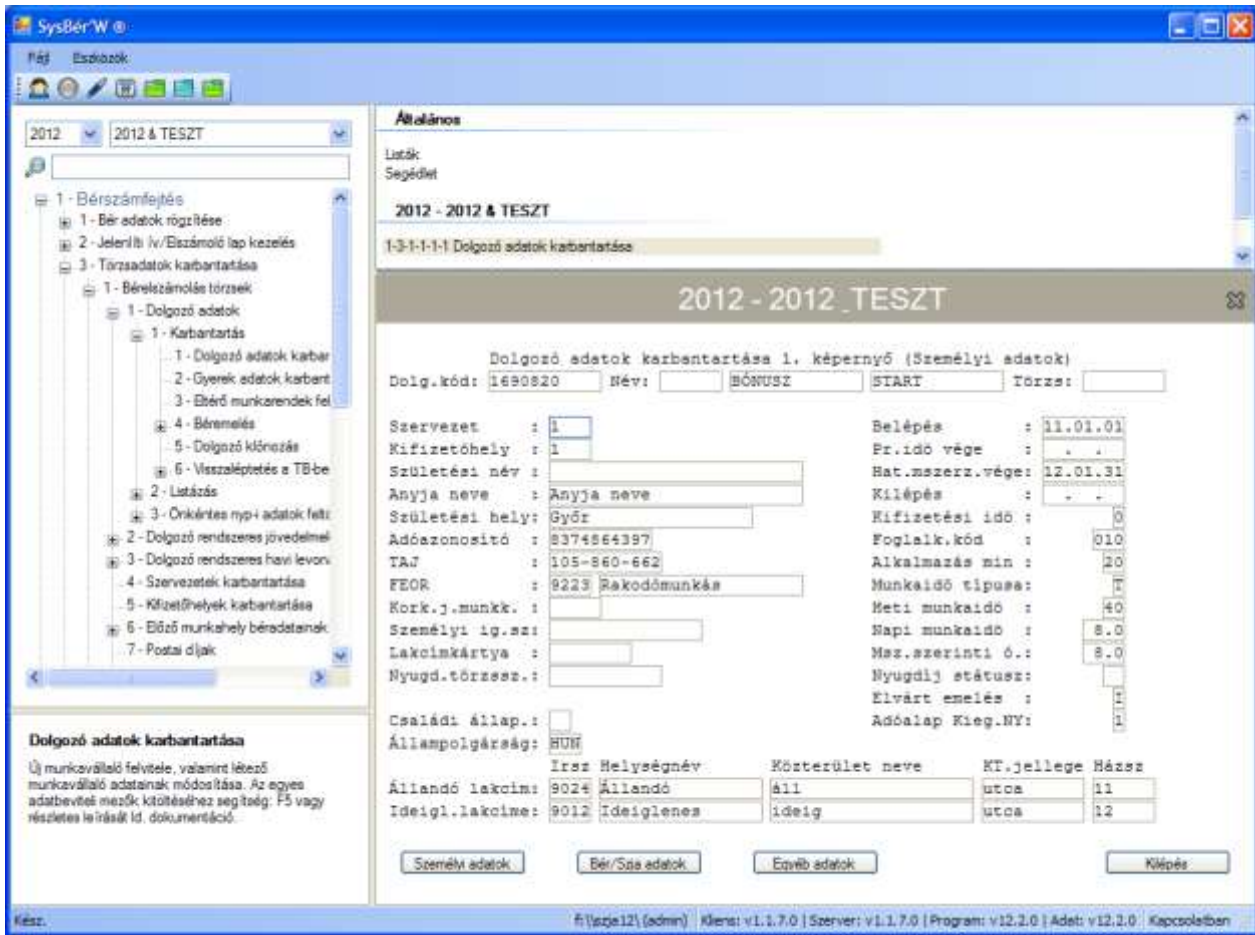 SysBér'W ®
Fájl Eszközök
2012 2012 & TESZT
1 - Bérszámfejtés
1 - Bér adatok rögzítése
2 - Jelenléti ív/Elszámoló lap kezelés
3 - Törzsadatok karbantartása
1 - Bérelszámolás törzsek
1 - Dolgozó adatok
1 - Karbantartás
1 - Dolgozó adatok karbar
2 - Gyerek adatok karbant
3 - Eltérő munkarendek fel
4 - Béremelés
5 - Dolgozó klónozás
6 - Visszaléptetés a TB-be
2 - Listázás
3 - Önkéntes nyp-i adatok feltö
2 - Dolgozó rendszeres jövedelmei
3 - Dolgozó rendszeres havi levoná
4 - Szervezetek karbantartása
5 - Kifizetőhelyek karbantartása
6 - Előző munkahely béradatainak
7 - Postai díjak
Dolgozó adatok karbantartása
Új munkavállaló felvitele, valamint létező
munkavállaló adatainak módosítása. Az egyes
adatbeviteli mezők kitöltéséhez segítség: F5 vagy
részletes leírását ld. dokumentáció.
Általános
Listák
Segédlet
2012 - 2012 & TESZT
1-3-1-1-1-1 Dolgozó adatok karbantartása
2012 - 2012_TESZT
Dolgozó adatok karbantartása 1. képernyő (Személyi adatok)
Dolg.kód: 1690820 Név: BÓNUSZ START Törzs:
Szervezet : 1 Belépés : 11.01.01
Kifizetőhely : 1 Pr.idő vége : . .
Születési név : Hat.mszerz.vége: 12.01.31
Anyja neve : Anyja neve Kilépés : . .
Születési hely: Győr Kifizetési idő : 0
Adóazonosító : 8374864397 Foglalk.kód : 010
TAJ : 105-860-662 Alkalmazás min : 20
FEOR : 9223 Rakodómunkás Munkaidő típusa: T
Kork.j.munkk. : Heti munkaidő : 40
Személyi ig.sz: Napi munkaidő : 8.0
Lakcímkártya : Msz.szerinti ó.: 8.0
Nyugd.törzssz.: Nyugdíj státusz:
Elvárt emelés : I
Családi állap.: Adóalap Kieg.NY: 1
Állampolgárság: HUN
Irsz Helységnév Közterület neve KT.jellege Házsz
Állandó lakcím: 9024 Állandó áll utca 11
Ideigl.lakcíme: 9012 Ideiglenes ideig utca 12
Személyi adatok Bér/Szja adatok Egyéb adatok Kilépés
Kész. f:\\szja12\ (admin) Kliens: v1.1.7.0 | Szerver: v1.1.7.0 | Program: v12.2.0 | Adat: v12.2.0 Kapcsolatban